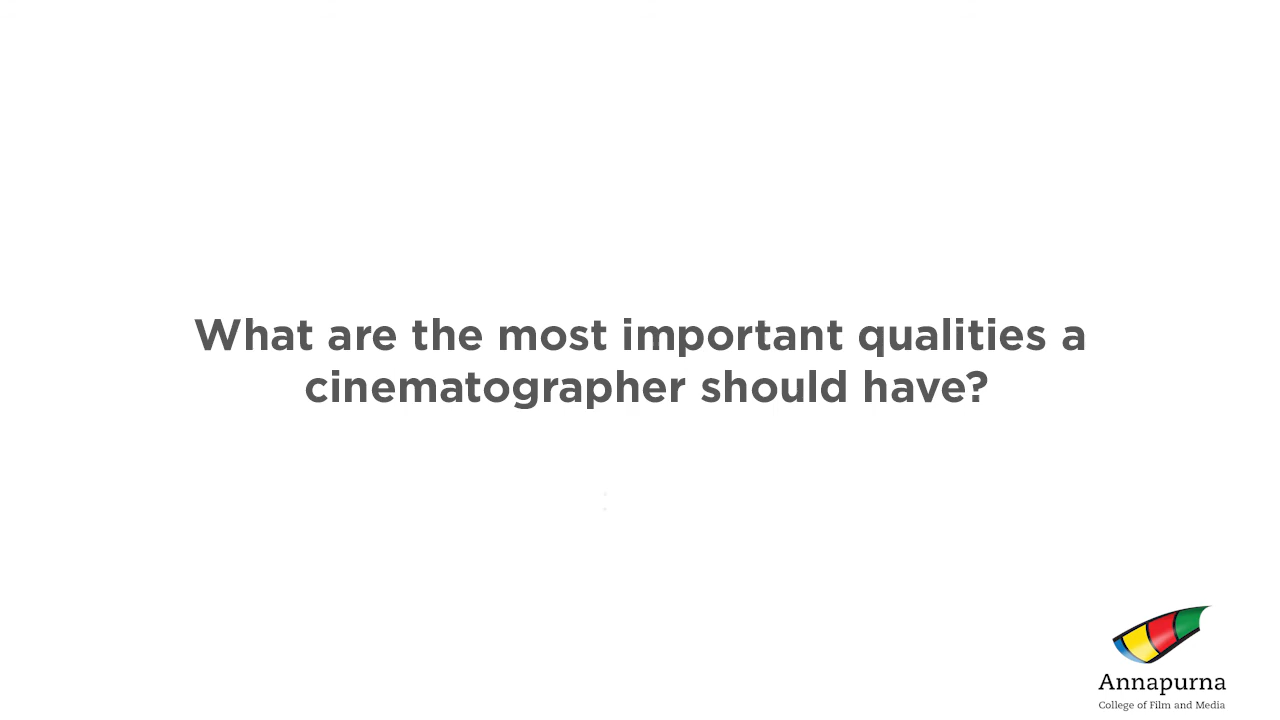 What are the most important qualities a
cinematographer should have?
Annapurna
College of Film and Media